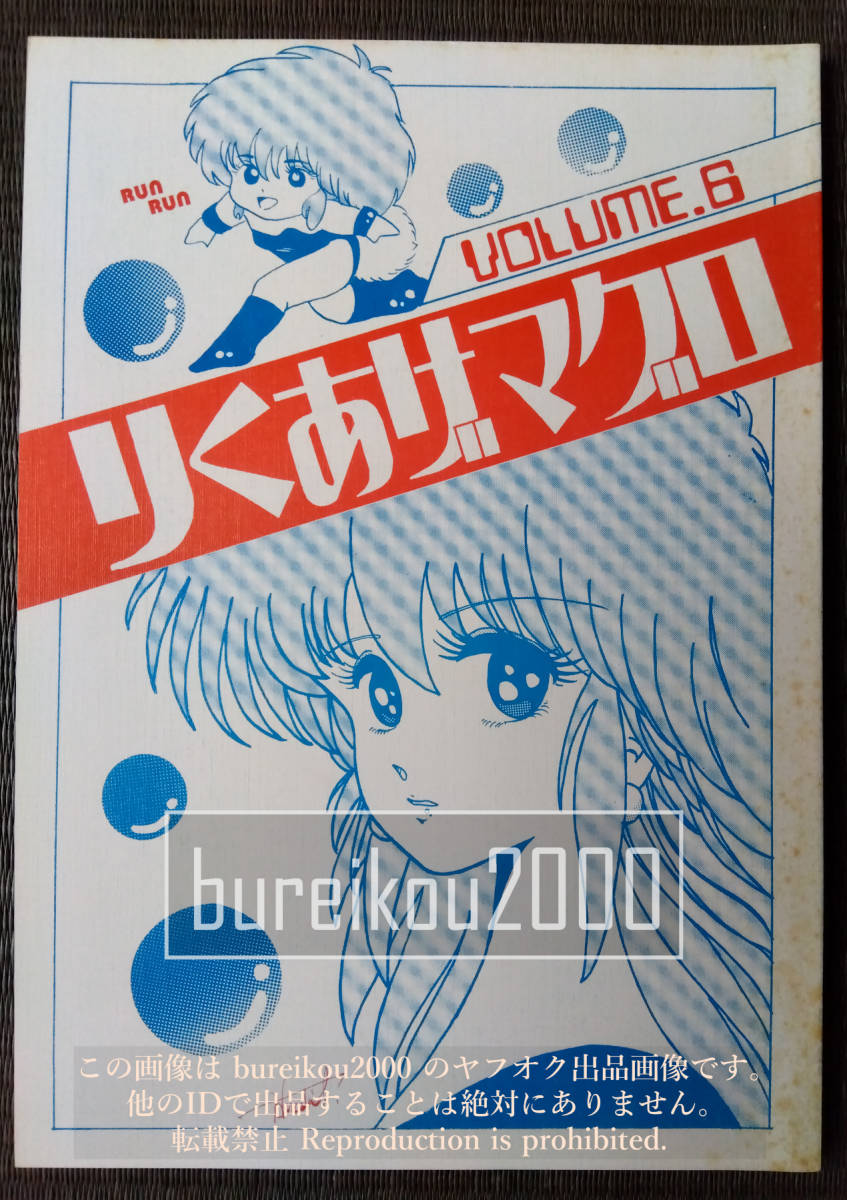 RUN
RUN
VOLUME.6
りくあげマグロ
bureikou2000
この画像は bureikou2000 のヤフオク出品画像です。
他のIDで出品することは絶対にありません。
転載禁止 Reproduction is prohibited.